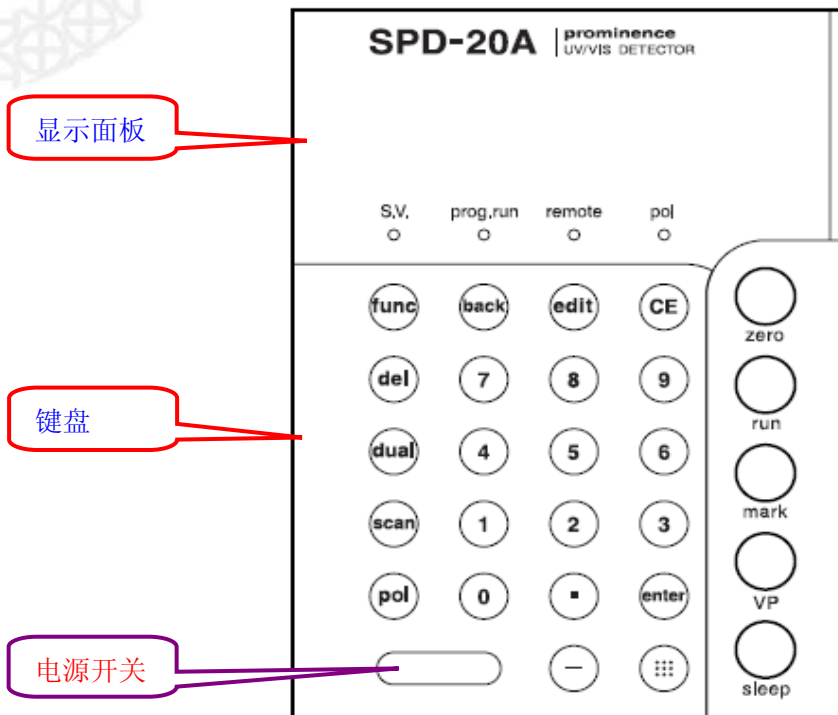 SPD-20A prominence
UV/VIS DETECTOR
显示面板
S.V. prog.run remote pol
func back edit CE
zero
del 7 8 9
run
键盘
dual 4 5 6
mark
scan 1 2 3
VP
pol 0 . enter
电源开关
—
sleep